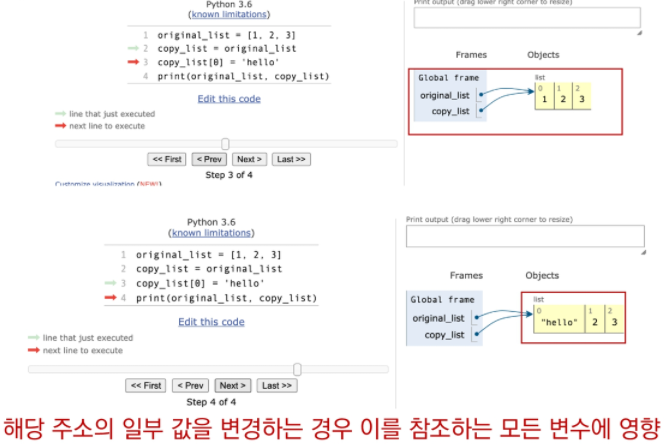 Python 3.6
(known limitations)
1 original_list = [1, 2, 3]
2 copy_list = original_list
3 copy_list[0] = 'hello'
4 print(original_list, copy_list)
Edit this code
line that just executed
next line to execute
<< First < Prev Next > Last >>
Step 3 of 4
Customize visualization (NEW!)
Print output (drag lower right corner to resize)
Frames Objects
Global frame
original_list
copy_list
list
0 1 2
1 2 3
Python 3.6
(known limitations)
1 original_list = [1, 2, 3]
2 copy_list = original_list
3 copy_list[0] = 'hello'
4 print(original_list, copy_list)
Edit this code
line that just executed
next line to execute
<< First < Prev Next > Last >>
Step 4 of 4
Print output (drag lower right corner to resize)
Frames Objects
Global frame
original_list
copy_list
list
0 1 2
"hello" 2 3
해당 주소의 일부 값을 변경하는 경우 이를 참조하는 모든 변수에 영향